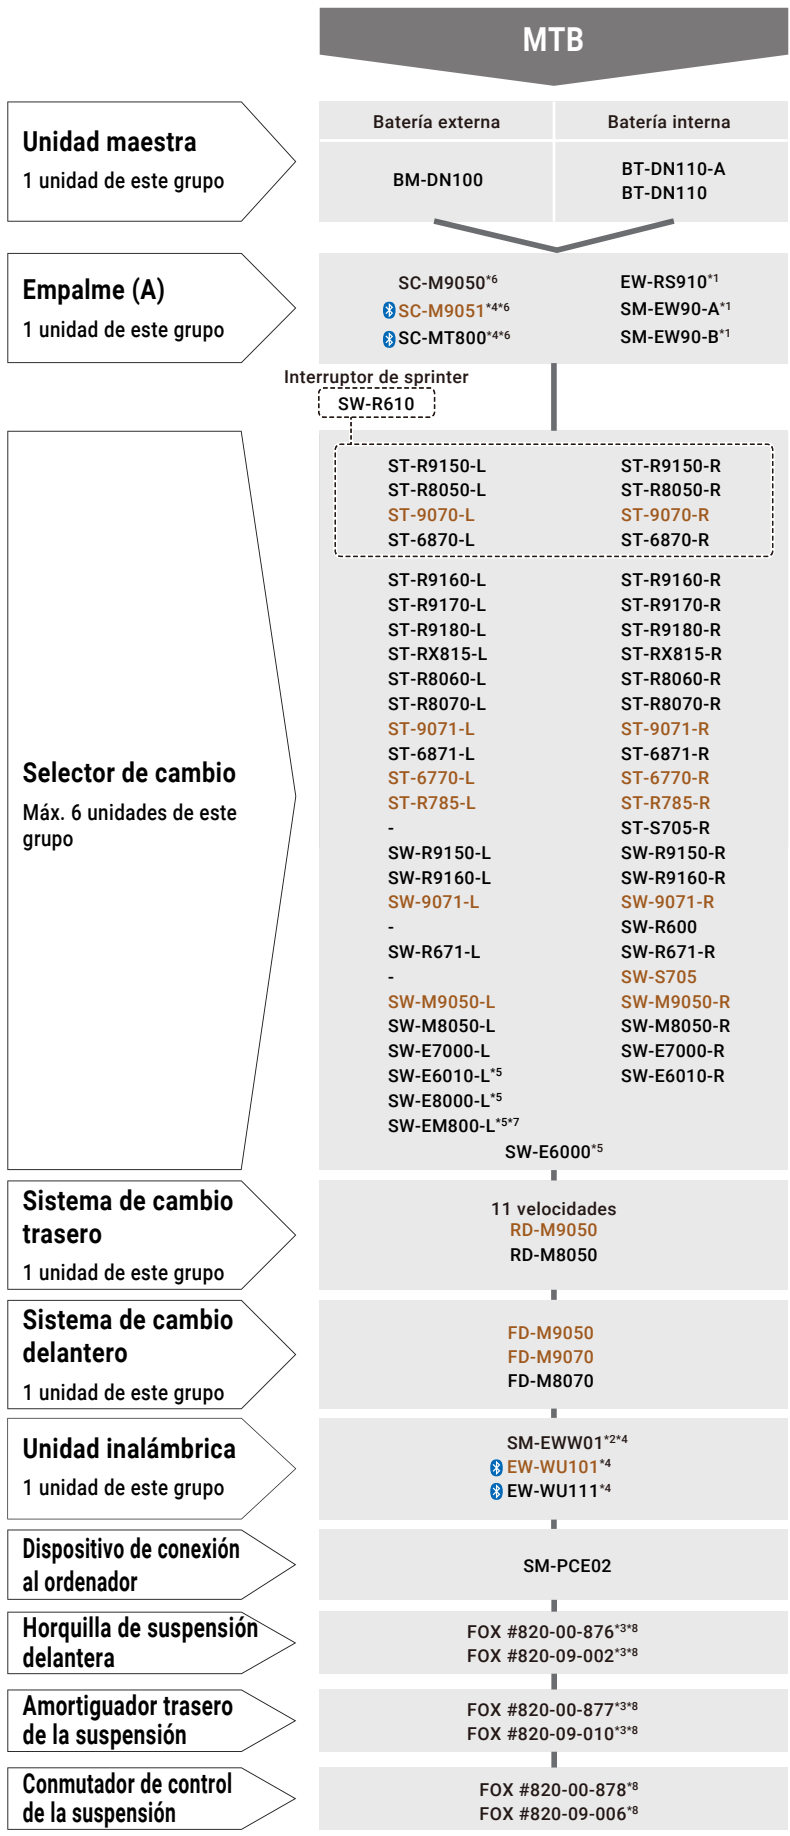 MTB
Unidad maestra
1 unidad de este grupo
Batería externa
Batería interna
BM-DN100
BT-DN110-A
BT-DN110
Empalme (A)
1 unidad de este grupo
SC-M9050*6
SC-M9051*4*6
SC-MT800*4*6
EW-RS910*1
SM-EW90-A*1
SM-EW90-B*1
Interruptor de sprinter
SW-R610
Selector de cambio
Máx. 6 unidades de este
grupo
ST-R9150-L ST-R9150-R
ST-R8050-L ST-R8050-R
ST-9070-L ST-9070-R
ST-6870-L ST-6870-R
ST-R9160-L ST-R9160-R
ST-R9170-L ST-R9170-R
ST-R9180-L ST-R9180-R
ST-RX815-L ST-RX815-R
ST-R8060-L ST-R8060-R
ST-R8070-L ST-R8070-R
ST-9071-L ST-9071-R
ST-6871-L ST-6871-R
ST-6770-L ST-6770-R
ST-R785-L ST-R785-R
- ST-S705-R
SW-R9150-L SW-R9150-R
SW-R9160-L SW-R9160-R
SW-9071-L SW-9071-R
- SW-R600
SW-R671-L SW-R671-R
- SW-S705
SW-M9050-L SW-M9050-R
SW-M8050-L SW-M8050-R
SW-E7000-L SW-E7000-R
SW-E6010-L*5 SW-E6010-R
SW-E8000-L*5
SW-EM800-L*5*7
SW-E6000*5
Sistema de cambio
trasero
1 unidad de este grupo
11 velocidades
RD-M9050
RD-M8050
Sistema de cambio
delantero
1 unidad de este grupo
FD-M9050
FD-M9070
FD-M8070
Unidad inalámbrica
1 unidad de este grupo
SM-EWW01*2*4
EW-WU101*4
EW-WU111*4
Dispositivo de conexión
al ordenador
SM-PCE02
Horquilla de suspensión
delantera
FOX #820-00-876*3*8
FOX #820-09-002*3*8
Amortiguador trasero
de la suspensión
FOX #820-00-877*3*8
FOX #820-09-010*3*8
Conmutador de control
de la suspensión
FOX #820-00-878*8
FOX #820-09-006*8